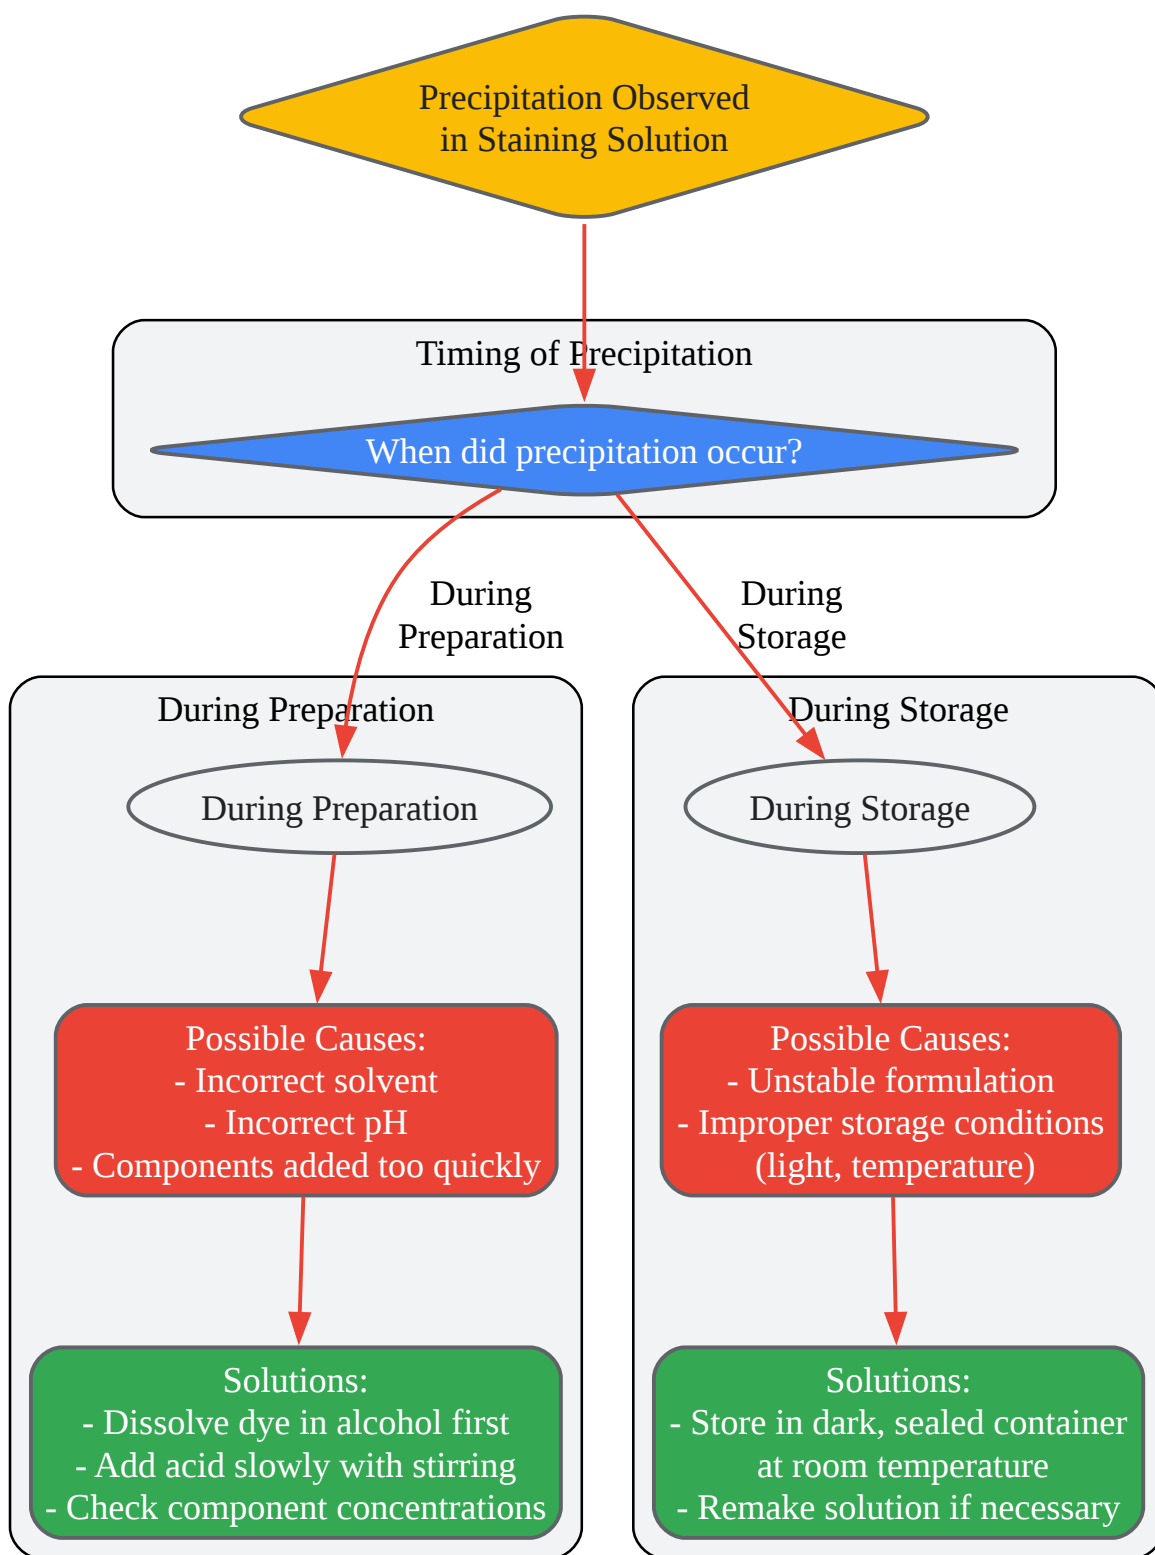 Precipitation Observed
in Staining Solution
Timing of Precipitation
When did precipitation occur?
During
Preparation
During
Storage
During Preparation
During Preparation
Possible Causes:
- Incorrect solvent
- Incorrect pH
- Components added too quickly
Solutions:
- Dissolve dye in alcohol first
- Add acid slowly with stirring
- Check component concentrations
During Storage
During Storage
Possible Causes:
- Unstable formulation
- Improper storage conditions
(light, temperature)
Solutions:
- Store in dark, sealed container
at room temperature
- Remake solution if necessary